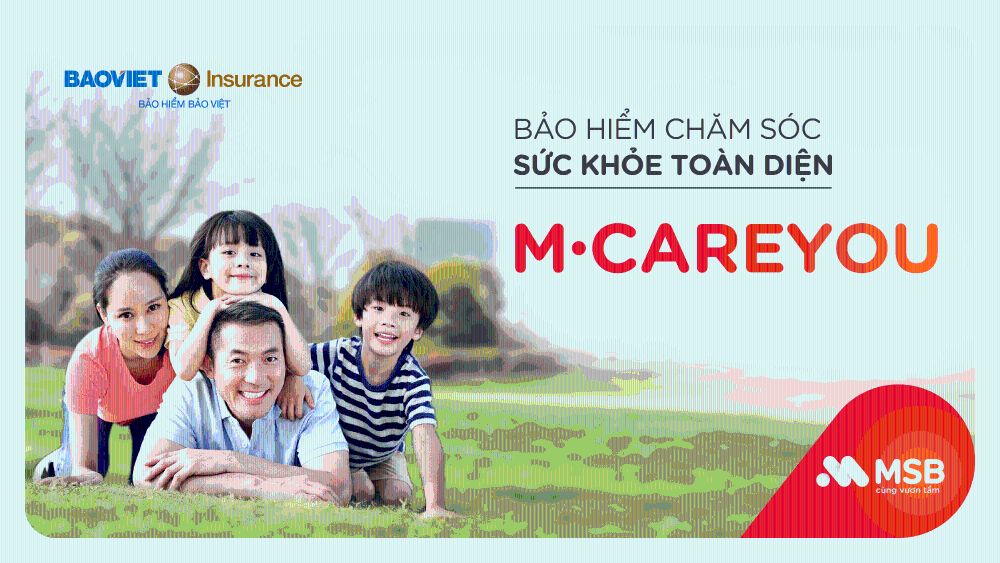 BAOVIET Insurance
BẢO HIỂM BẢO VIỆT
BẢO HIỂM CHĂM SÓC
SỨC KHỎE TOÀN DIỆN
M•CAREYOU
MSB
cùng vươn tầm